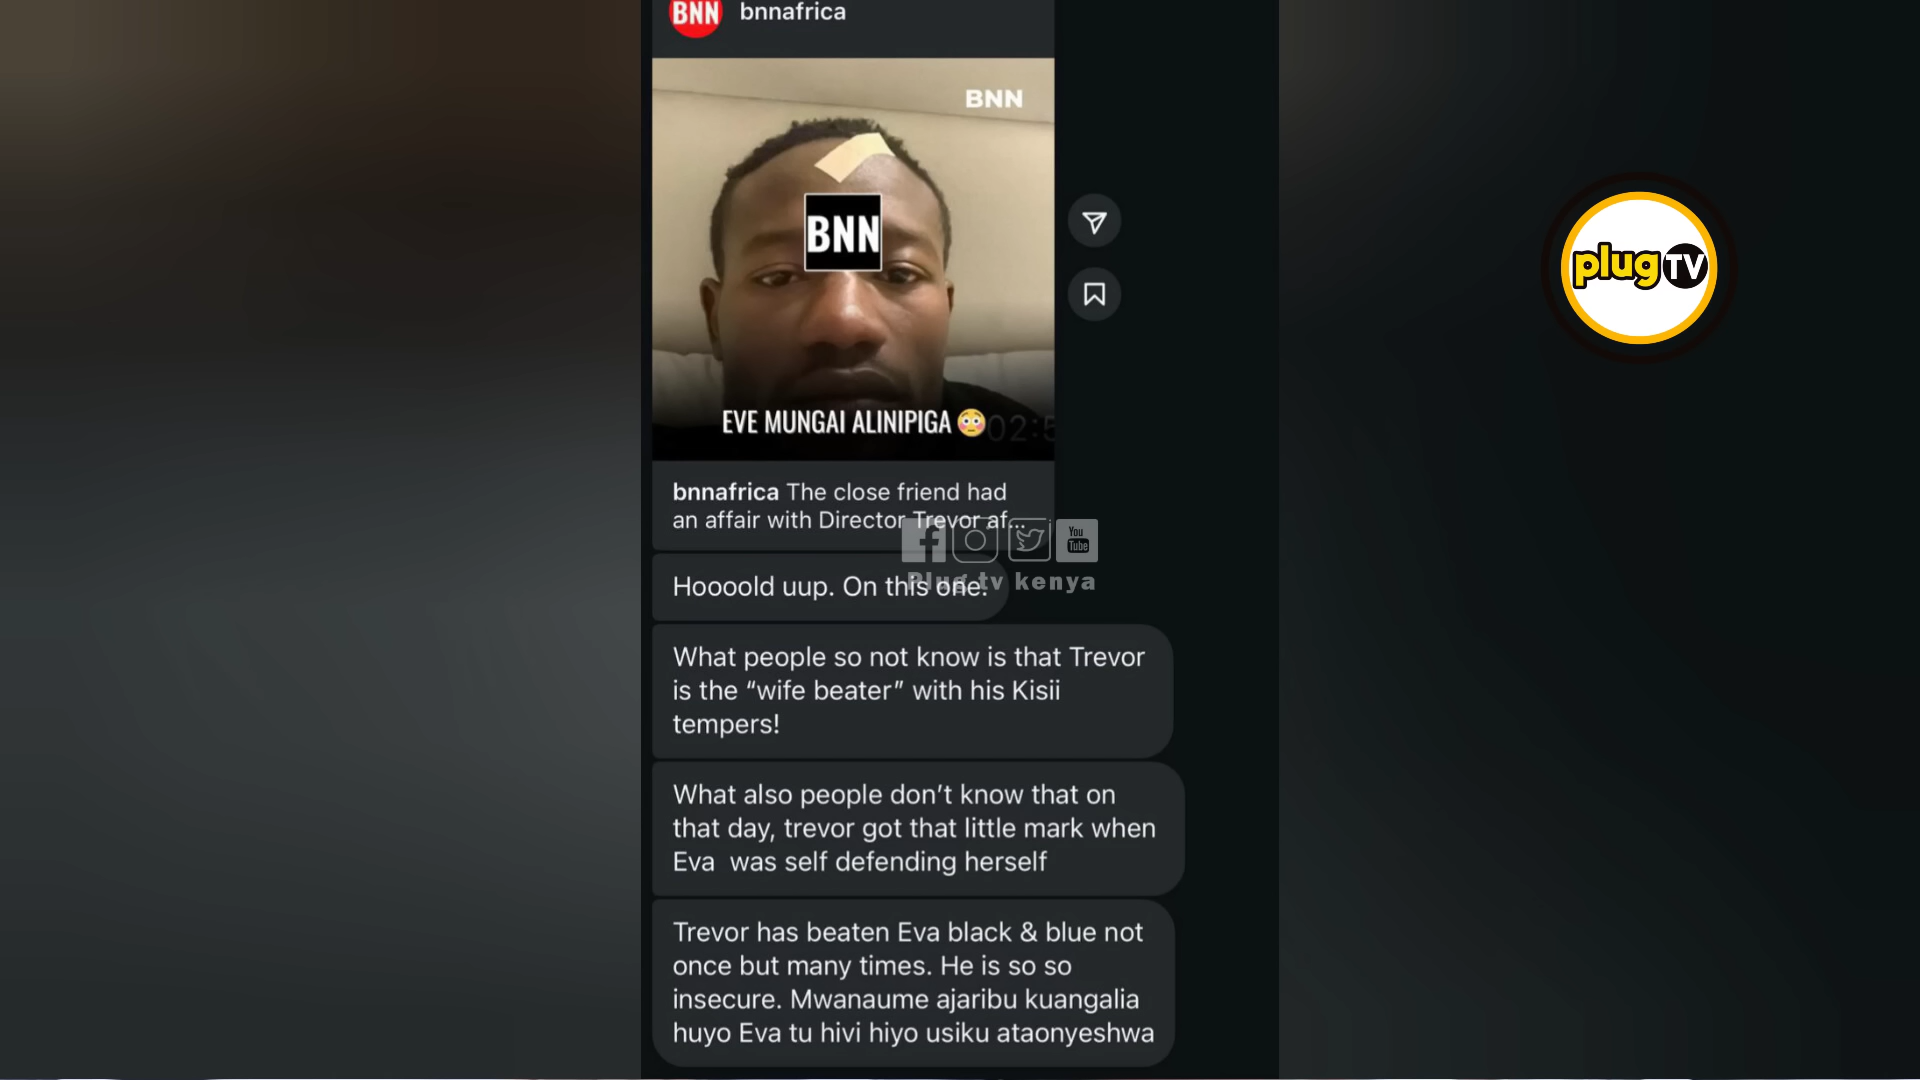 BNN bnnafrica
BNN
BNN
EVE MUNGAI ALINIPIGA 😳
02:5
bnnafrica The close friend had
an affair with Director Trevor af...
You
Tube
Plug tv kenya
Hoooold uup. On this one.
What people so not know is that Trevor
is the “wife beater” with his Kisii
tempers!
What also people don’t know that on
that day, trevor got that little mark when
Eva was self defending herself
Trevor has beaten Eva black & blue not
once but many times. He is so so
insecure. Mwanaume ajaribu kuangalia
huyo Eva tu hivi hiyo usiku ataonyeshwa
plug TV